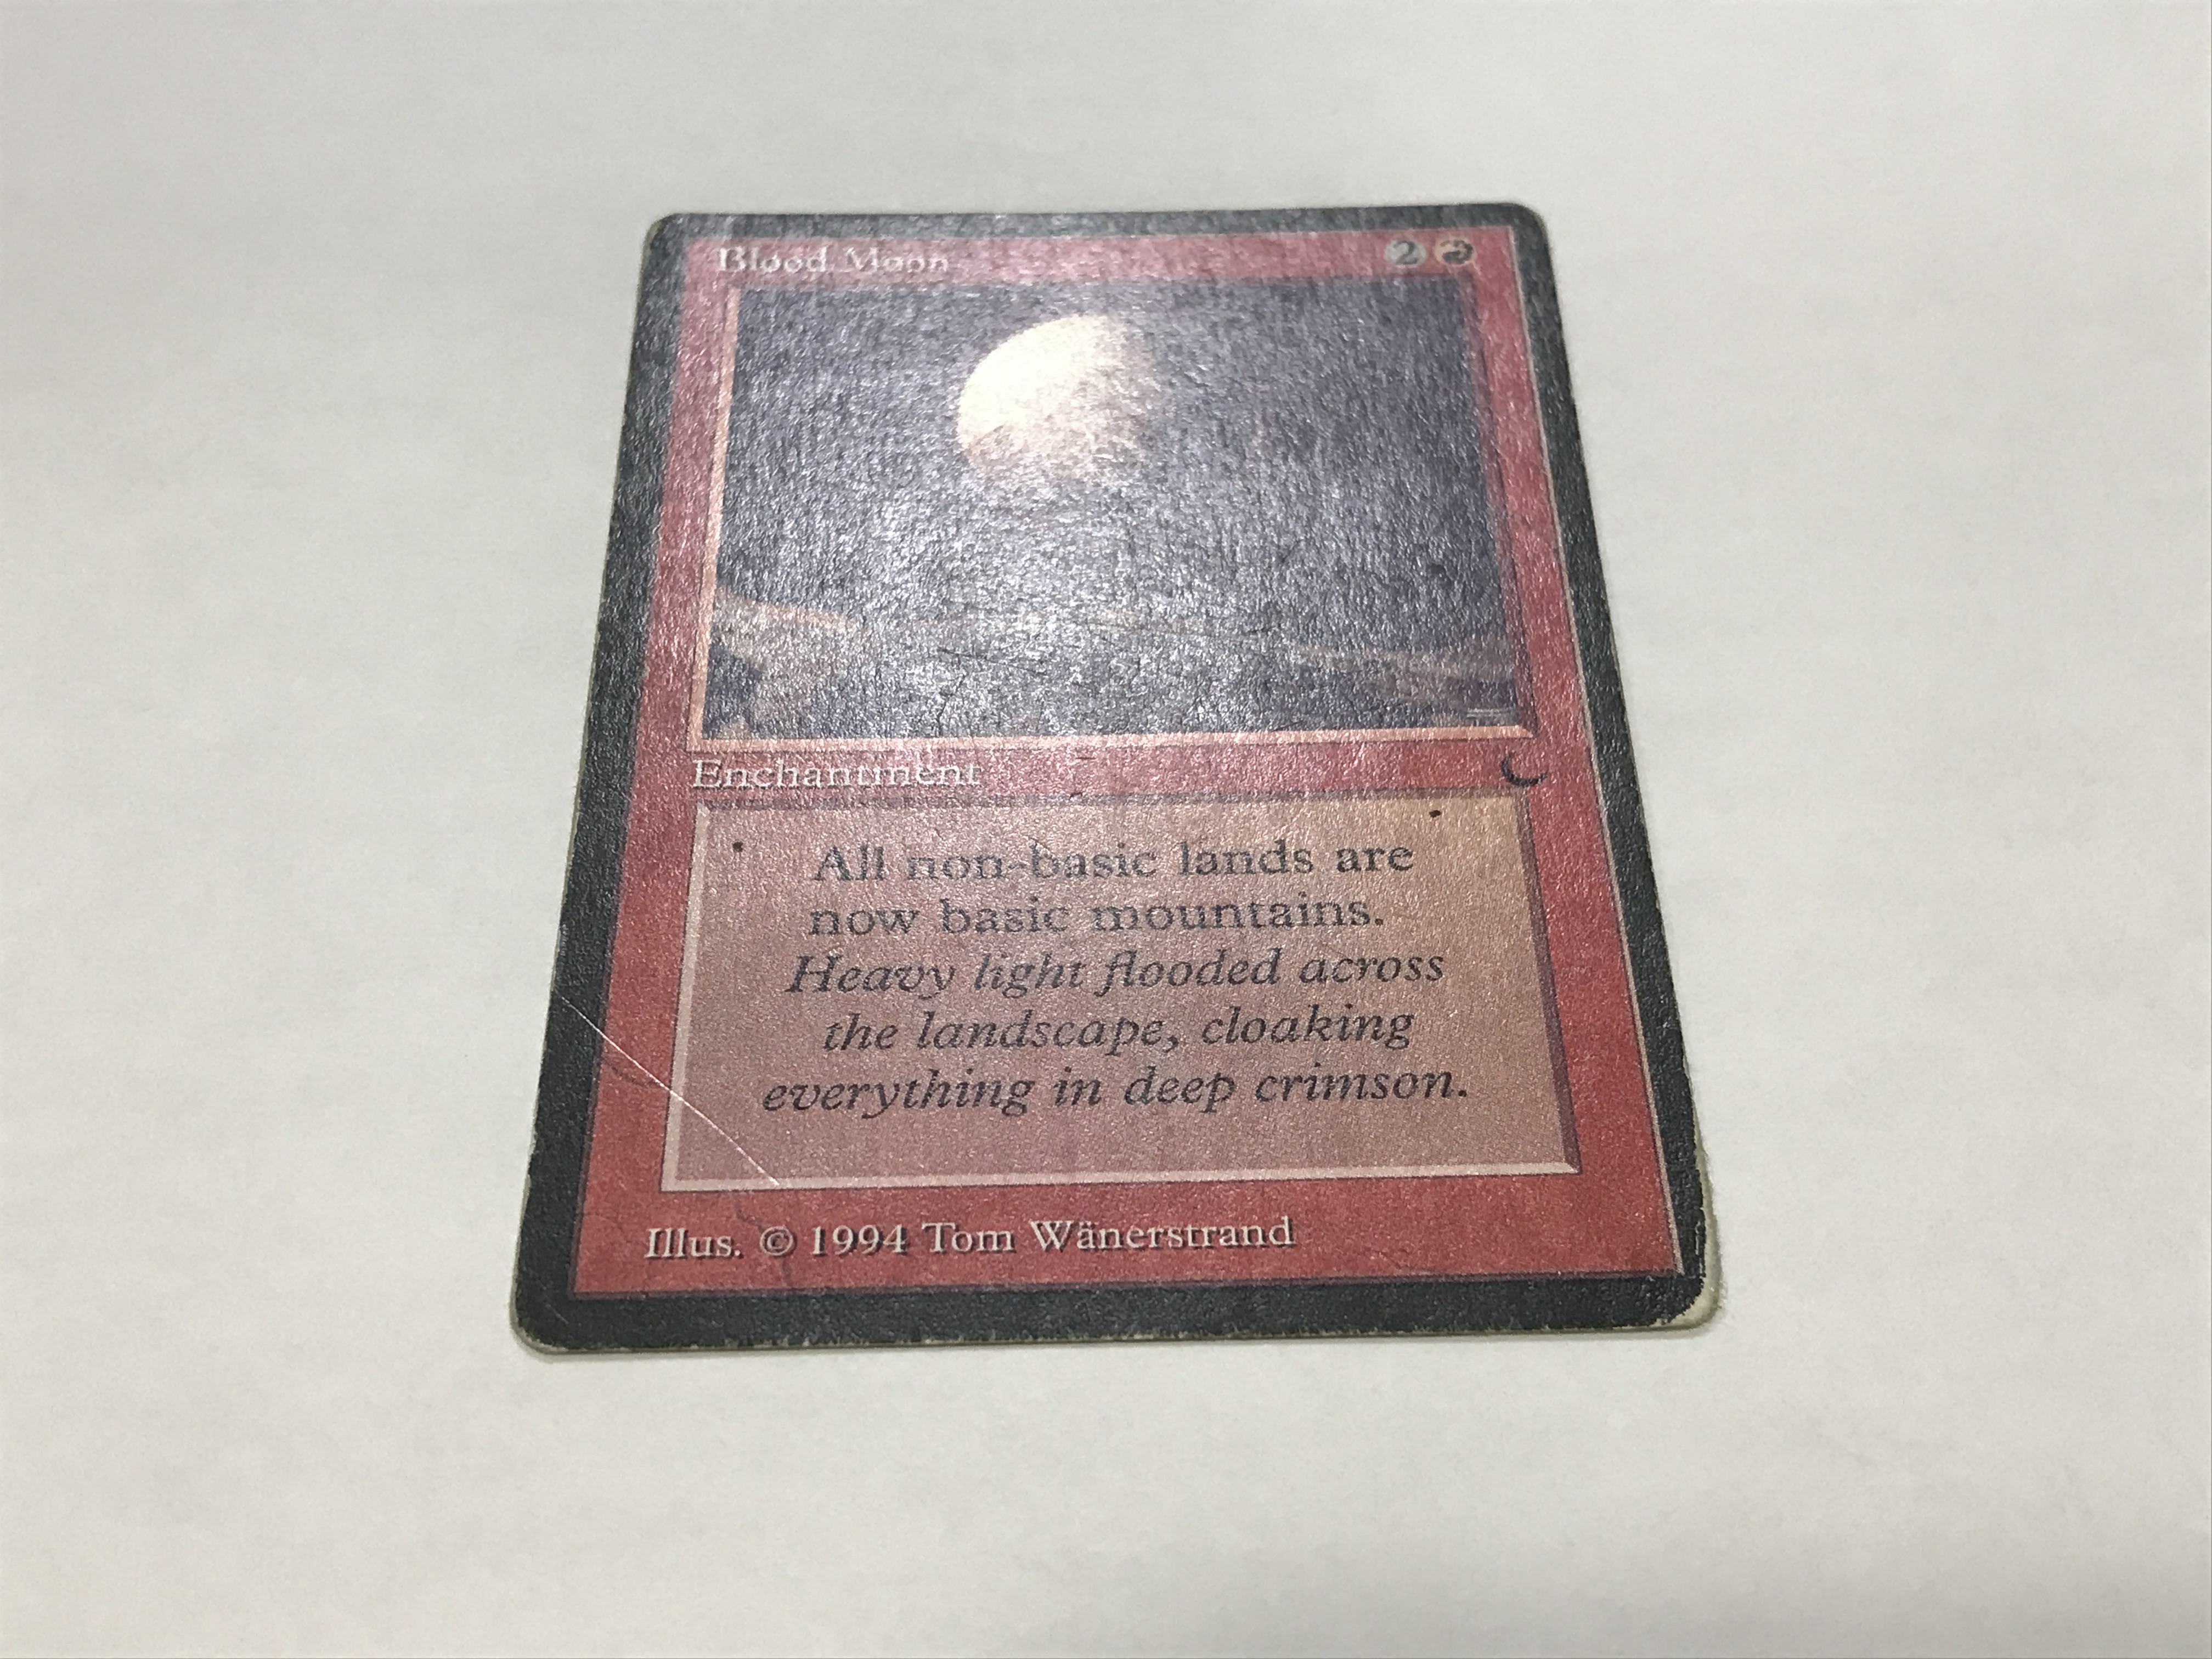 Blood Moon 2
Enchantment
All non-basic lands are
now basic mountains.
Heavy light flooded across
the landscape, cloaking
everything in deep crimson.
Illus. © 1994 Tom Wänerstrand